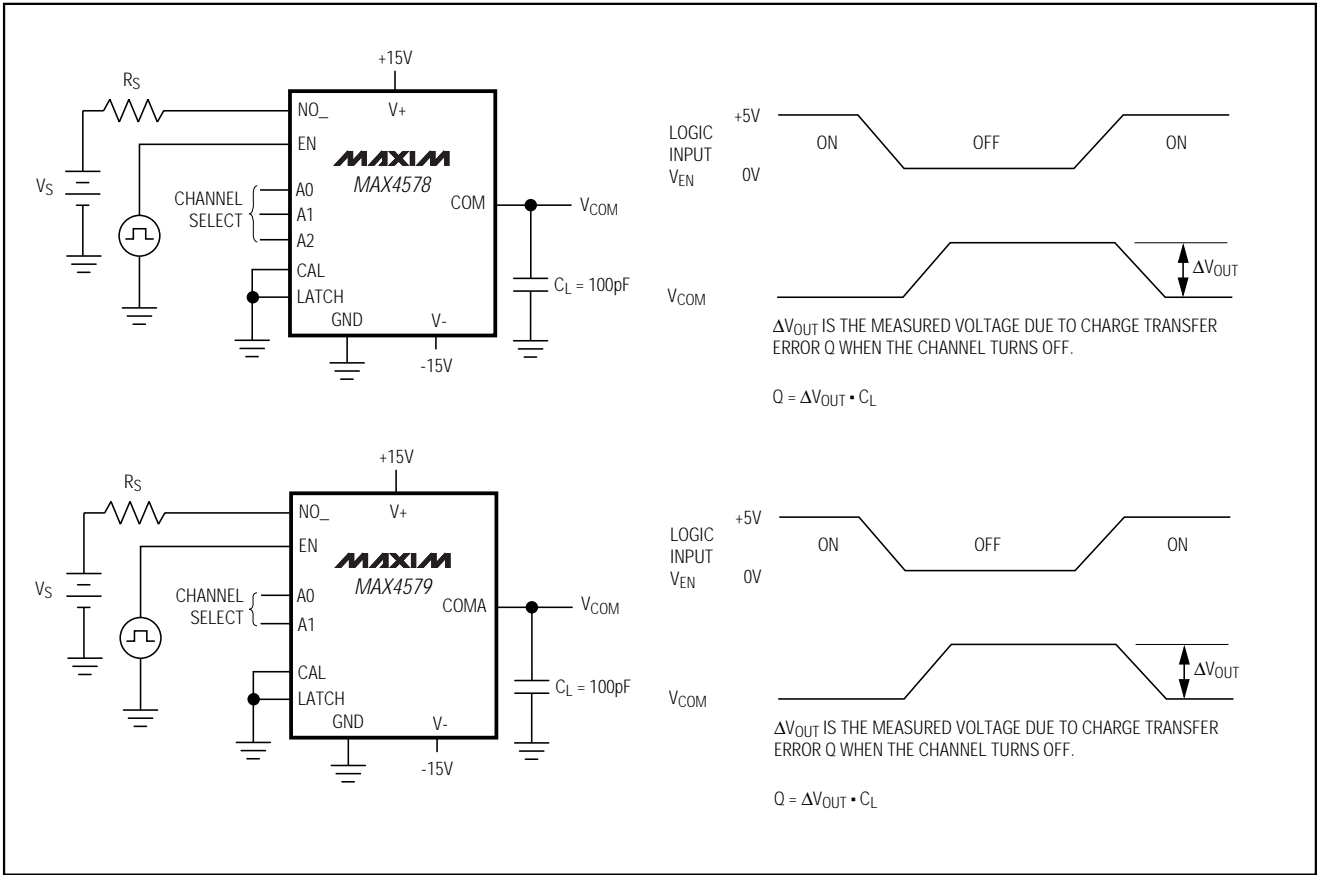 +15V
RS
NO_
V+
EN
MAXIM
MAX4578
VS
CHANNEL
SELECT
A0
A1
A2
COM
VCOM
CAL
LATCH
CL = 100pF
GND
V-
-15V
LOGIC
INPUT
VEN
+5V
0V
ON
OFF
ON
VCOM
ΔVOUT
ΔVOUT IS THE MEASURED VOLTAGE DUE TO CHARGE TRANSFER
ERROR Q WHEN THE CHANNEL TURNS OFF.
Q = ΔVOUT ▪ CL
+15V
RS
NO_
V+
EN
MAXIM
MAX4579
VS
CHANNEL
SELECT
A0
A1
COMA
VCOM
CAL
LATCH
CL = 100pF
GND
V-
-15V
LOGIC
INPUT
VEN
+5V
0V
ON
OFF
ON
VCOM
ΔVOUT
ΔVOUT IS THE MEASURED VOLTAGE DUE TO CHARGE TRANSFER
ERROR Q WHEN THE CHANNEL TURNS OFF.
Q = ΔVOUT ▪ CL